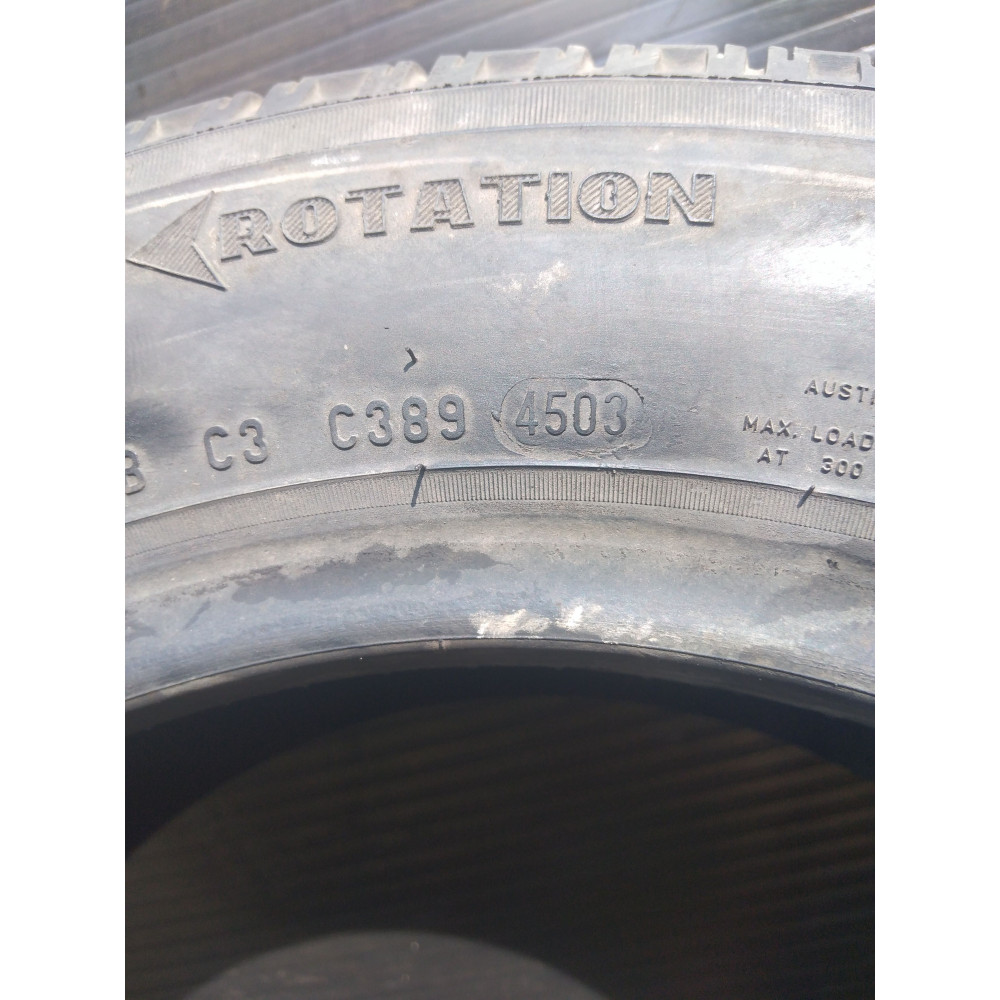 ROTATION
C3 C389 4503
MAX. LOAD
AT 300